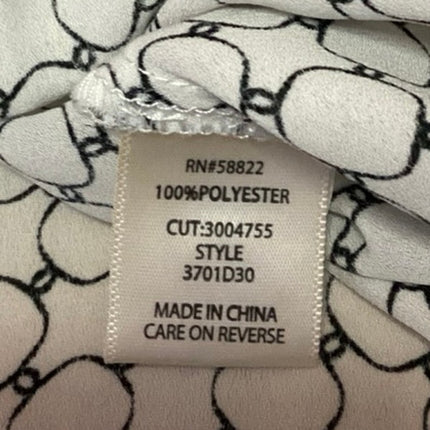 RN#58822
100%POLYESTER
CUT:3004755
STYLE
3701D30
MADE IN CHINA
CARE ON REVERSE